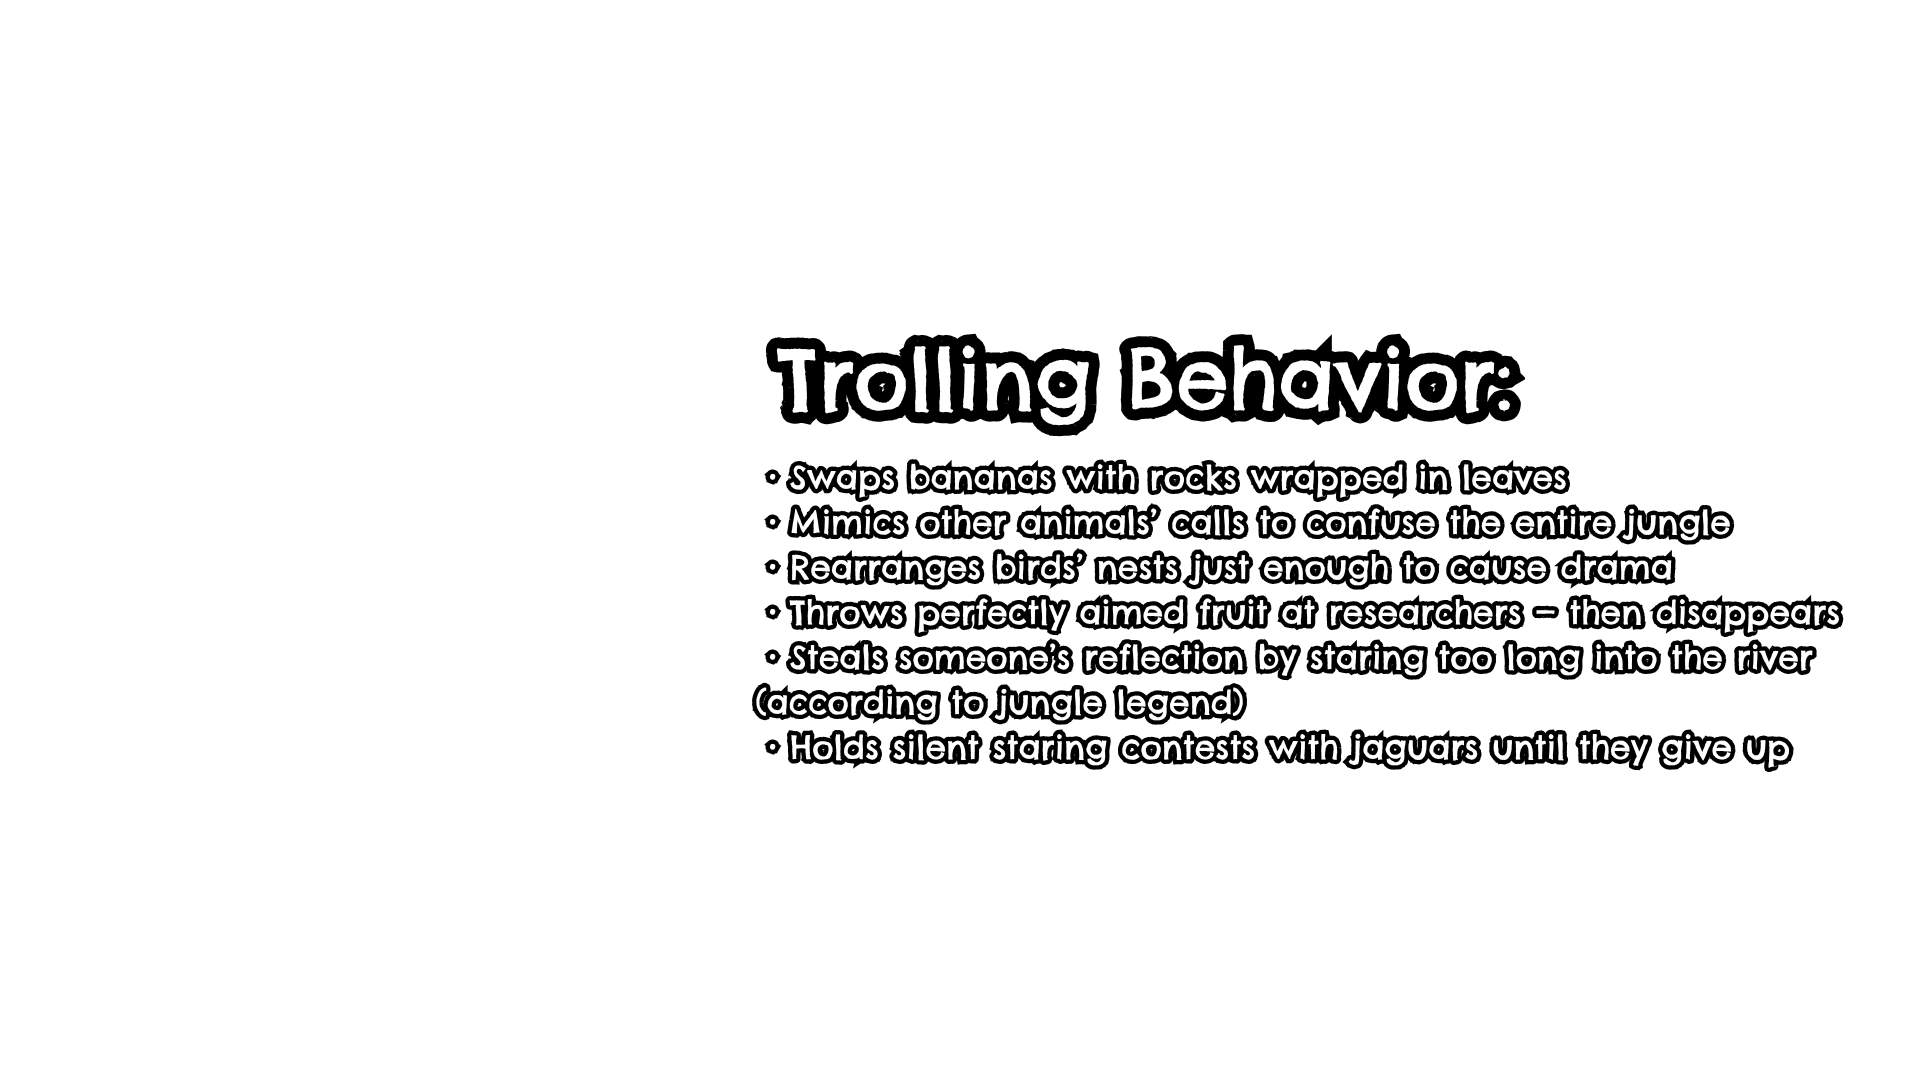 Trolling Behavior:
• Swaps bananas with rocks wrapped in leaves
• Mimics other animals’ calls to confuse the entire jungle
• Rearranges birds’ nests just enough to cause drama
• Throws perfectly aimed fruit at researchers – then disappears
• Steals someone’s reflection by staring too long into the river
(according to jungle legend)
• Holds silent staring contests with jaguars until they give up